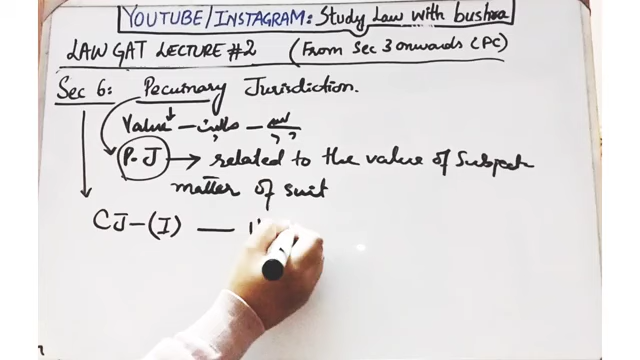 YOUTUBE/INSTAGRAM: Study Law with bushra
LAW GAT LECTURE #2 (From Sec 3 onwards CPC)
Sec 6: Pecuinary Jurisdiction.
Value
P.J → related to the value of Subject
matter of suit
CJ-(I) —